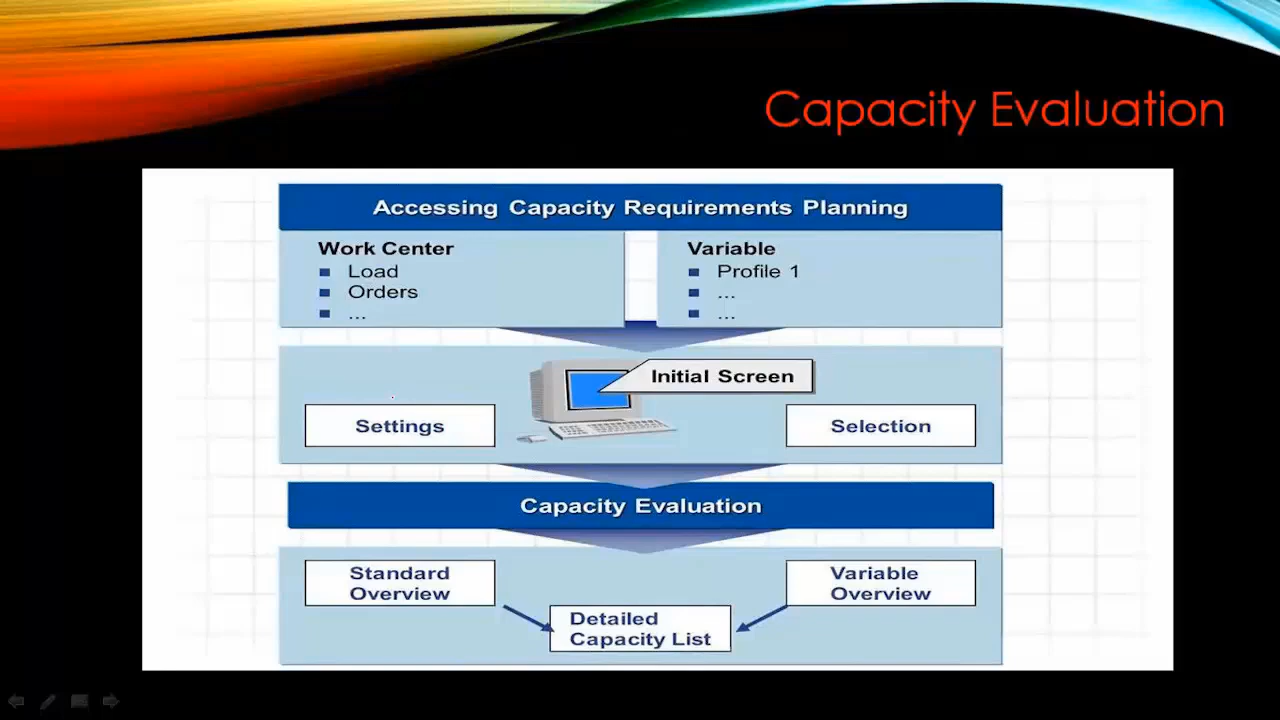 Capacity Evaluation
Accessing Capacity Requirements Planning
Work Center
Load
Orders
...
Variable
Profile 1
...
...
Initial Screen
Settings
Selection
Capacity Evaluation
Standard
Overview
Variable
Overview
Detailed
Capacity List